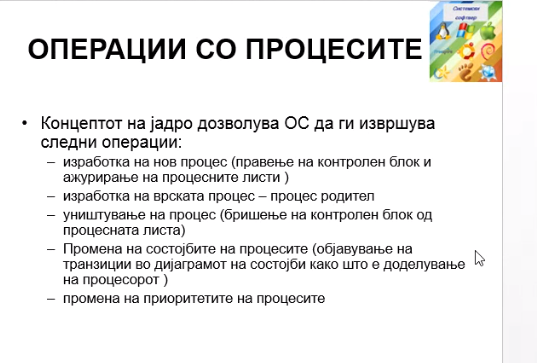 Системски
софтвер
ОПЕРАЦИИ СО ПРОЦЕСИТЕ
• Концептот на јадро дозволува ОС да ги извршува
следни операции:
– изработка на нов процес (правење на контролен блок и
ажурирање на процесните листи )
– изработка на врската процес – процес родител
– уништување на процес (бришење на контролен блок од
процесната листа)
– Промена на состојбите на процесите (објавување на
транзиции во дијаграмот на состојби како што е доделување
на процесорот )
– промена на приоритетите на процесите